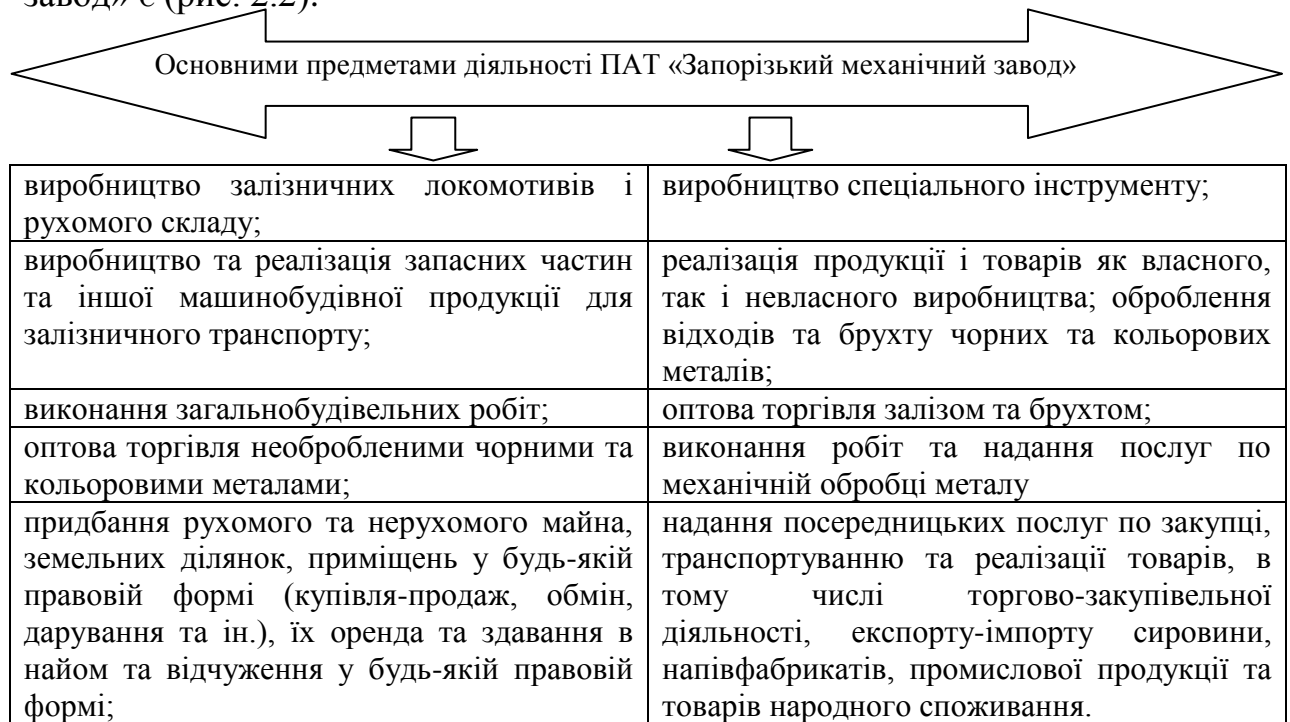 завод» є (рис. 2.2).
Основними предметами діяльності ПАТ «Запорізький механічний завод»
виробництво залізничних локомотивів і
рухомого складу;
виробництво спеціального інструменту;
виробництво та реалізація запасних частин
та іншої машинобудівної продукції для
залізничного транспорту;
реалізація продукції і товарів як власного,
так і невласного виробництва; оброблення
відходів та брухту чорних та кольорових
металів;
виконання загальнобудівельних робіт;
оптова торгівля залізом та брухтом;
оптова торгівля необробленими чорними та
кольоровими металами;
виконання робіт та надання послуг по
механічній обробці металу
придбання рухомого та нерухомого майна,
земельних ділянок, приміщень у будь-якій
правовій формі (купівля-продаж, обмін,
дарування та ін.), їх оренда та здавання в
найом та відчуження у будь-якій правовій
формі;
надання посередницьких послуг по закупці,
транспортуванню та реалізації товарів, в
тому числі торгово-закупівельної
діяльності, експорту-імпорту сировини,
напівфабрикатів, промислової продукції та
товарів народного споживання.